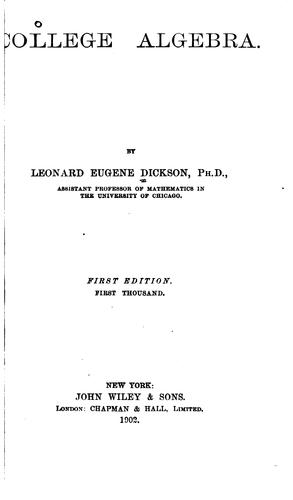 COLLEGE ALGEBRA.
BY
LEONARD EUGENE DICKSON, PH.D.,
ASSISTANT PROFESSOR OF MATHEMATICS IN
THE UNIVERSITY OF CHICAGO.
FIRST EDITION.
FIRST THOUSAND.
NEW YORK:
JOHN WILEY & SONS.
LONDON: CHAPMAN & HALL, LIMITED.
1902.